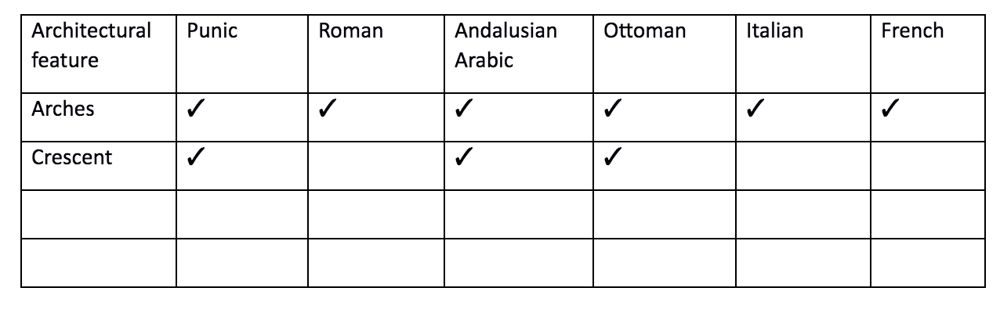 Architectural feature Punic Roman Andalusian Arabic Ottoman Italian French
Arches ✓ ✓ ✓ ✓ ✓ ✓
Crescent ✓ ✓ ✓